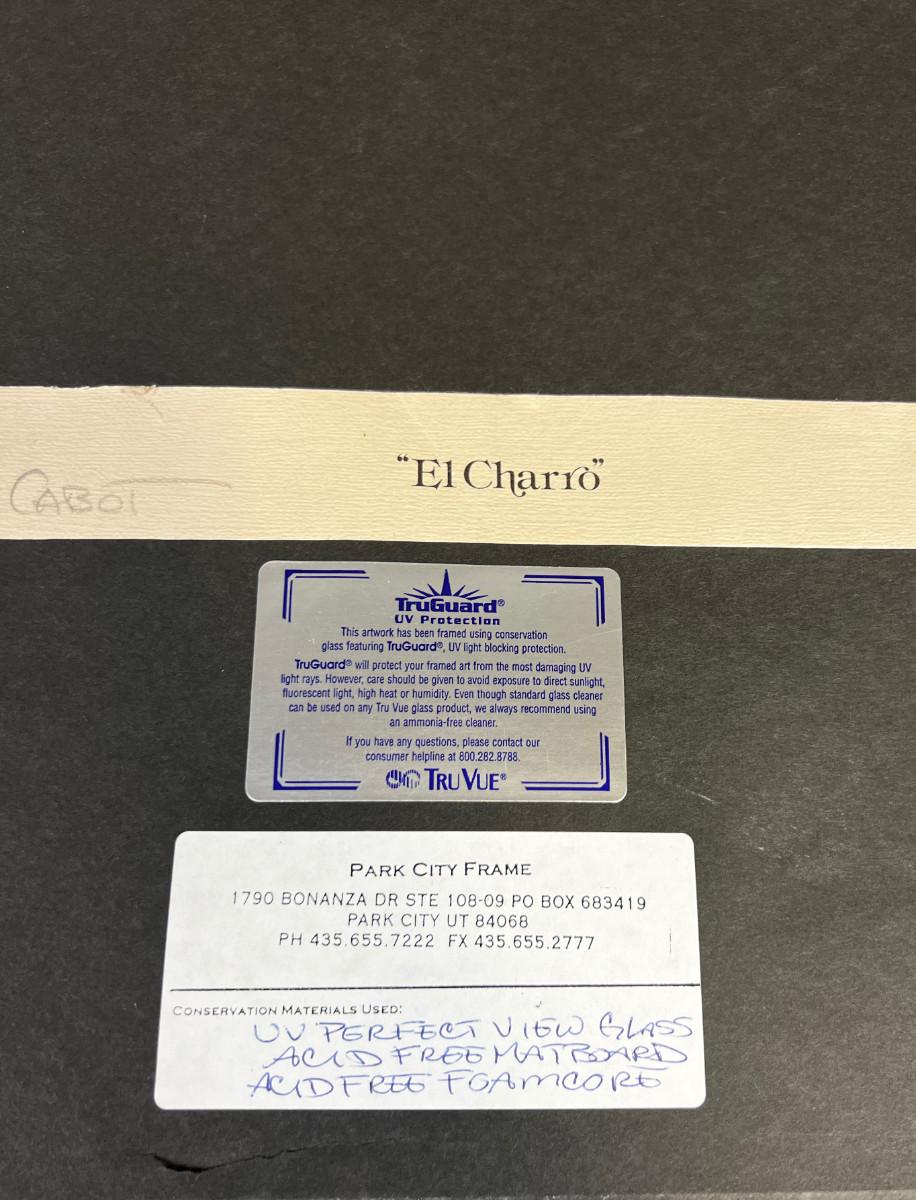 "El Charro"
CABOT
TruGuard®
UV Protection
This artwork has been framed using conservation
glass featuring TruGuard®, UV light blocking protection.
TruGuard® will protect your framed art from the most damaging UV
light rays. However, care should be given to avoid exposure to direct sunlight,
fluorescent light, high heat or humidity. Even though standard glass cleaner
can be used on any Tru Vue glass product, we always recommend using
an ammonia-free cleaner.
If you have any questions, please contact our
consumer helpline at 800.282.8788.
TRU VUE®
PARK CITY FRAME
1790 BONANZA DR STE 108-09 PO BOX 683419
PARK CITY UT 84068
PH 435.655.7222 FX 435.655.2777
CONSERVATION MATERIALS USED:
UV PERFECT VIEW GLASS
ACID FREE MATBOARD
ACID FREE FOAMCORE